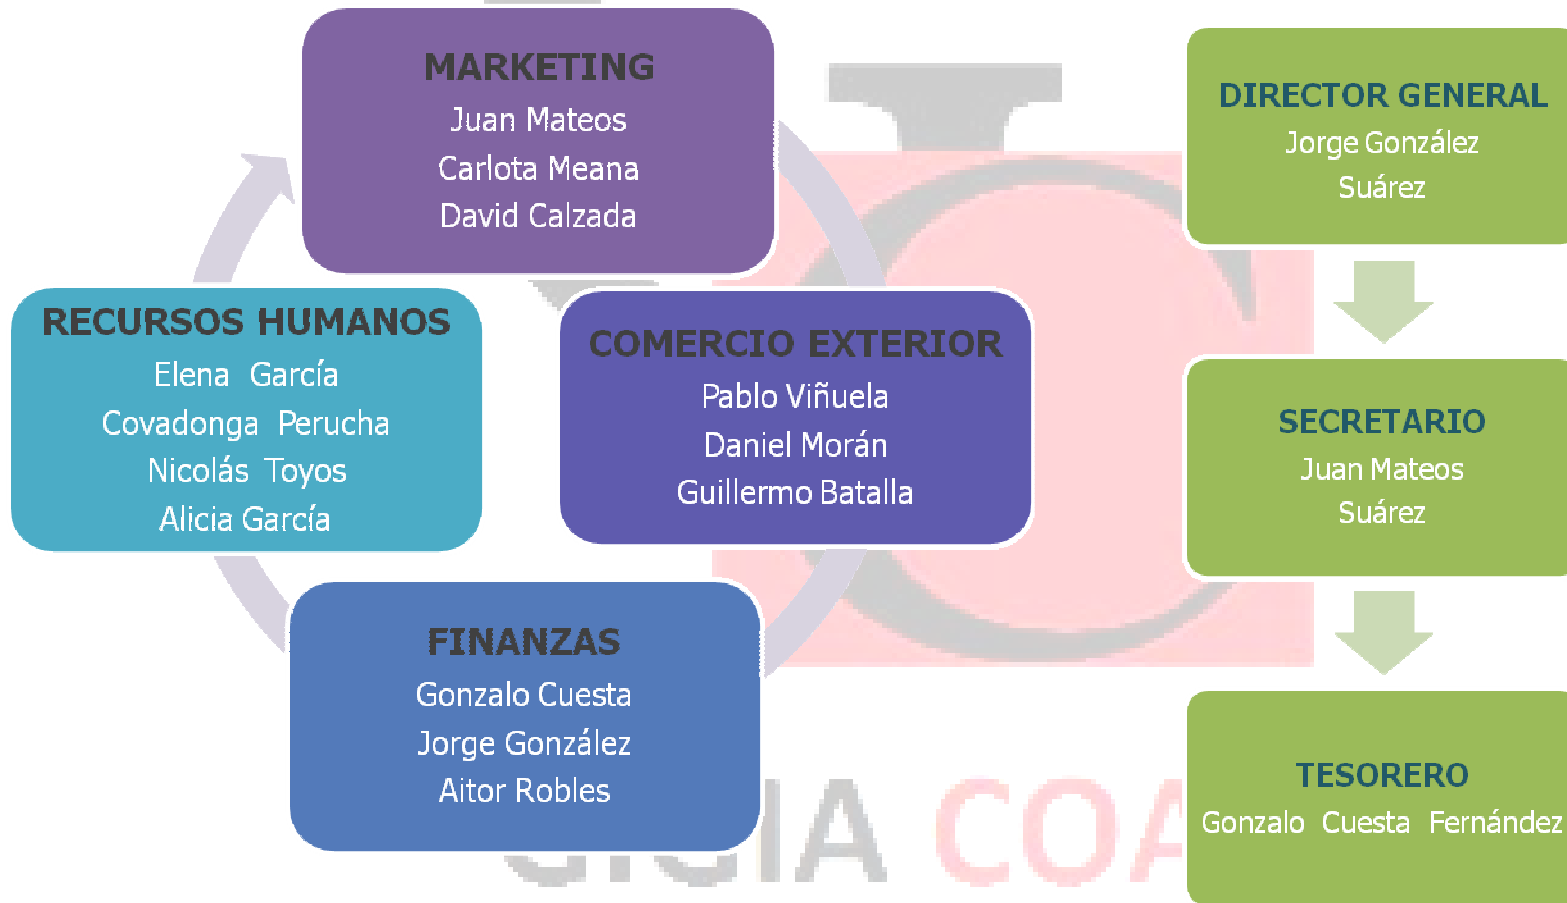 MARKETING
Juan Mateos
Carlota Meana
David Calzada
RECURSOS HUMANOS
Elena García
Covadonga Perucha
Nicolás Toyos
Alicia García
COMERCIO EXTERIOR
Pablo Viñuela
Daniel Morán
Guillermo Batalla
FINANZAS
Gonzalo Cuesta
Jorge González
Aitor Robles
DIRECTOR GENERAL
Jorge González
Suárez
SECRETARIO
Juan Mateos
Suárez
TESORERO
Gonzalo Cuesta Fernández